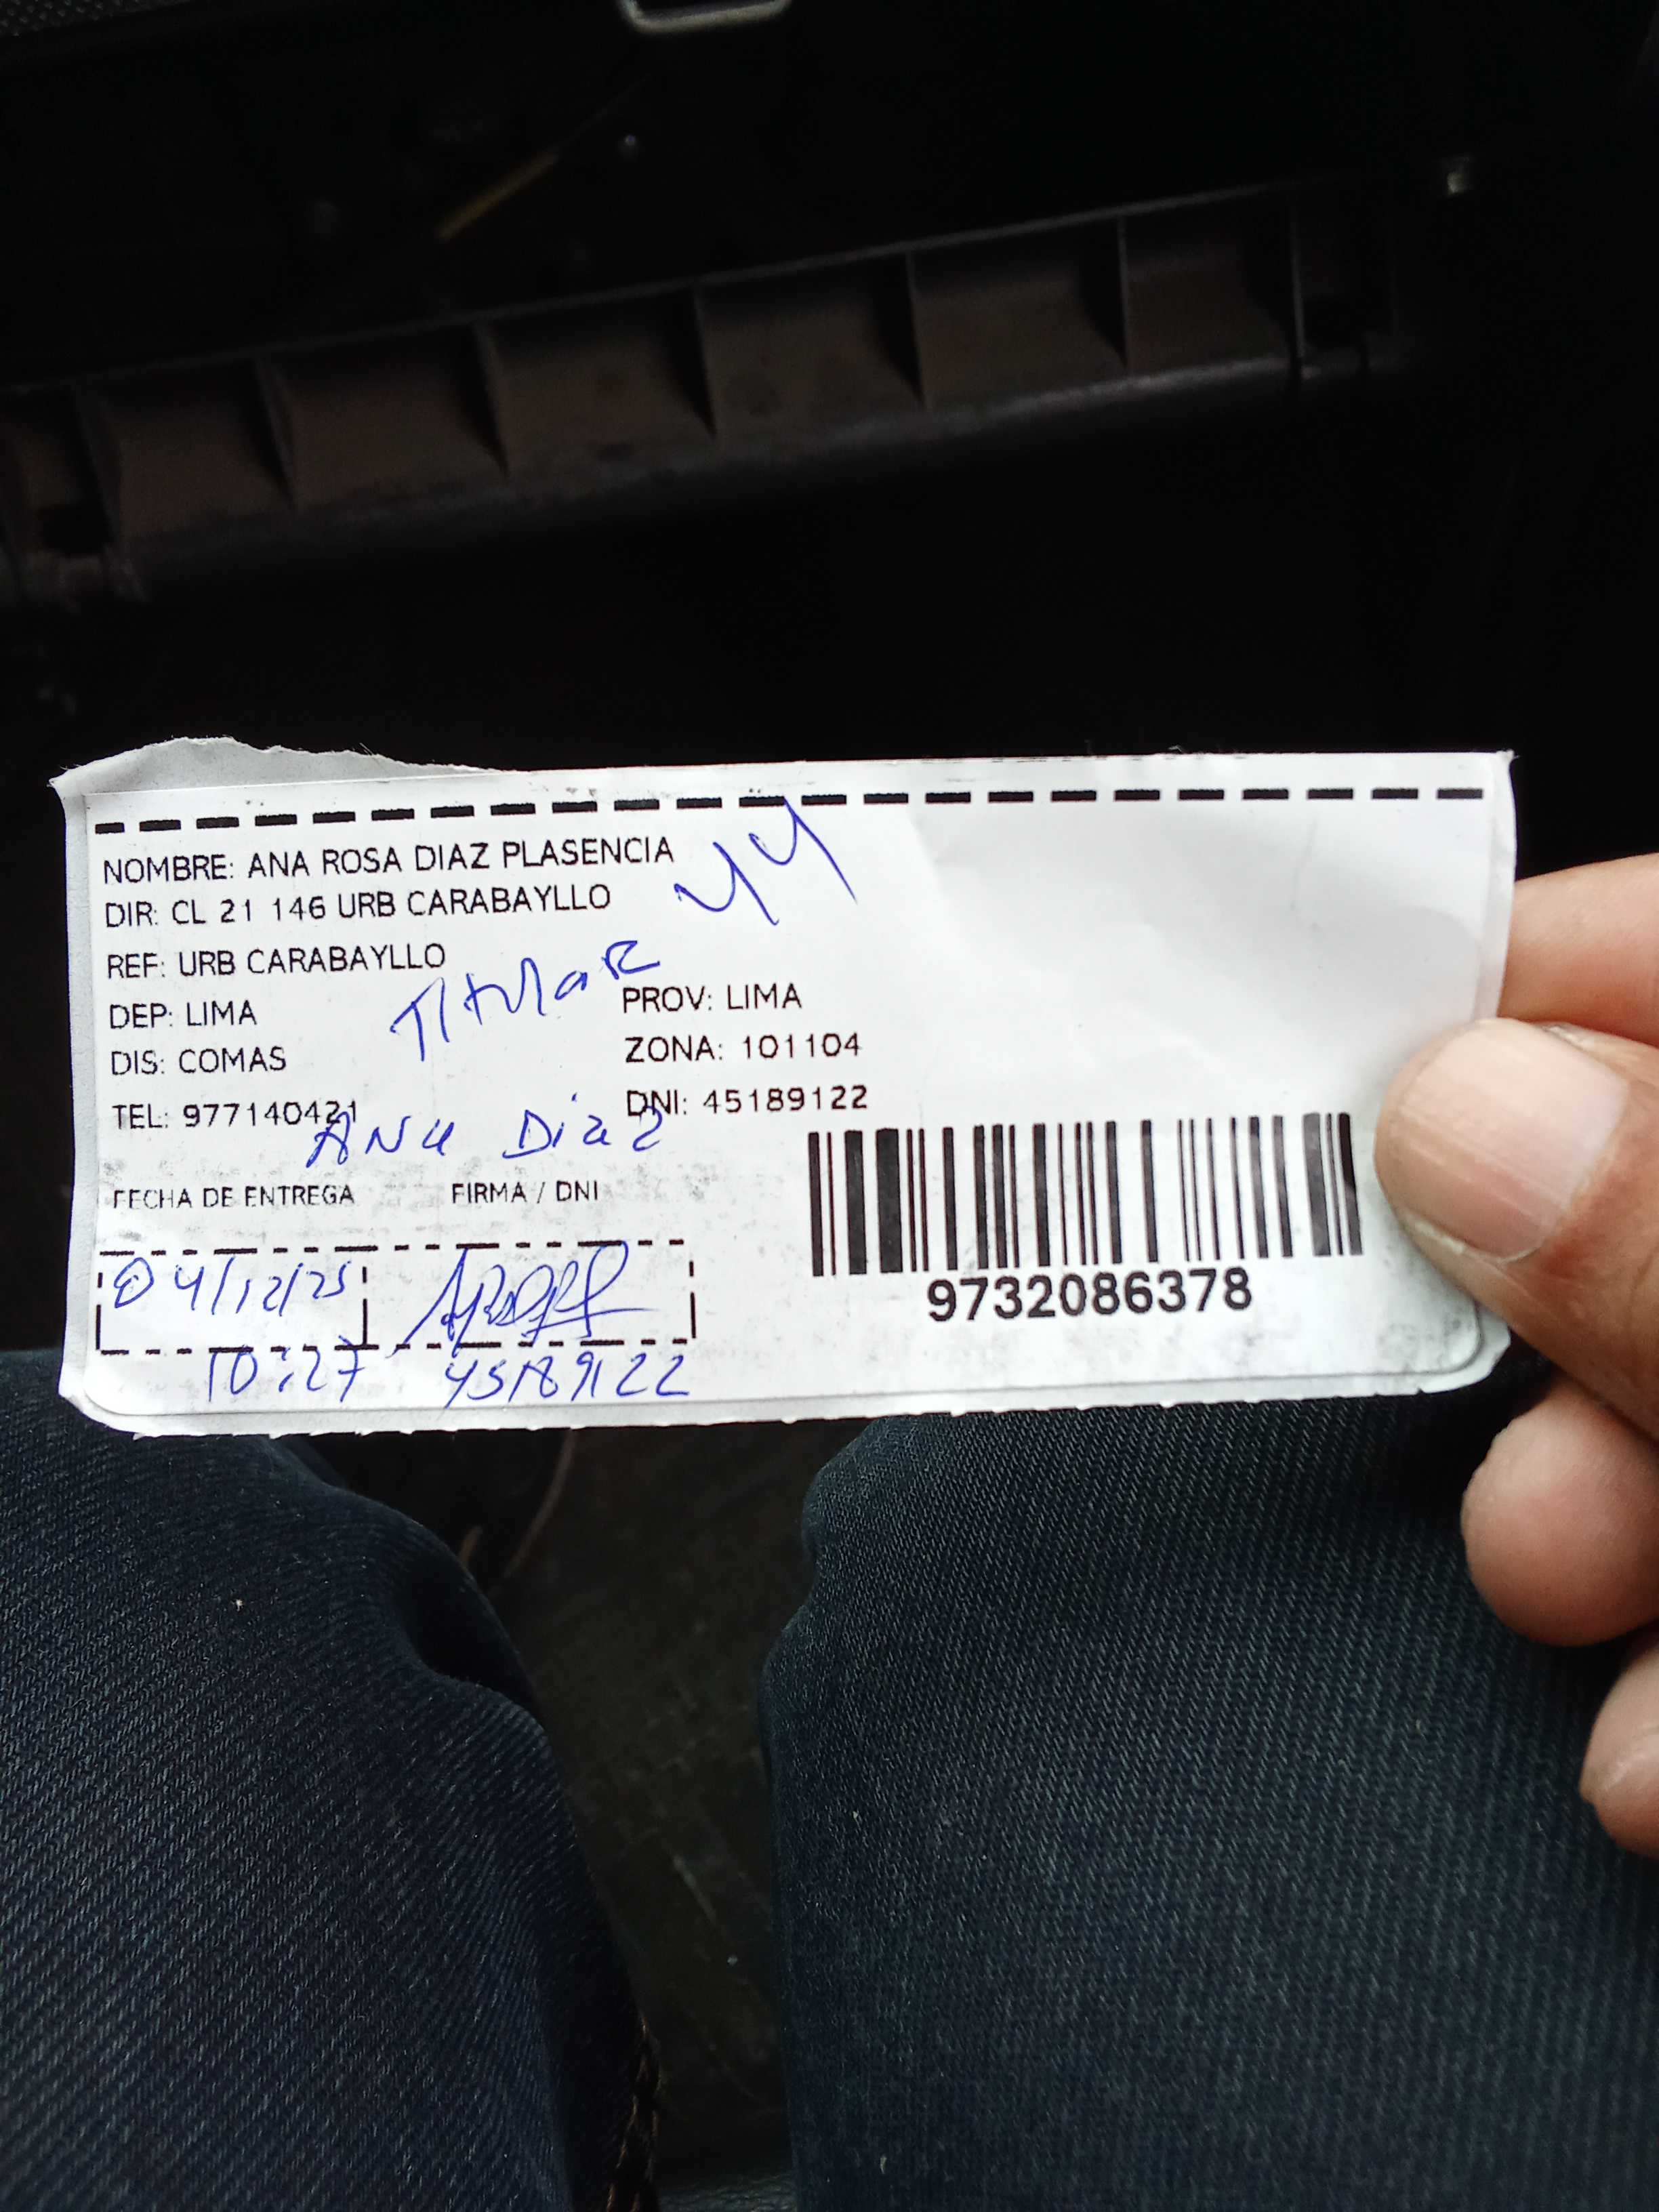 NOMBRE: ANA ROSA DIAZ PLASENCIA
DIR: CL 21 146 URB CARABAYLLO
44
REF: URB CARABAYLLO
Titular
DEP: LIMA PROV: LIMA
DIS: COMAS ZONA: 101104
TEL: 977140421 DNI: 45189122
Ana Diaz
FECHA DE ENTREGA FIRMA / DNI
04/12/25
10:27 45189122
9732086378